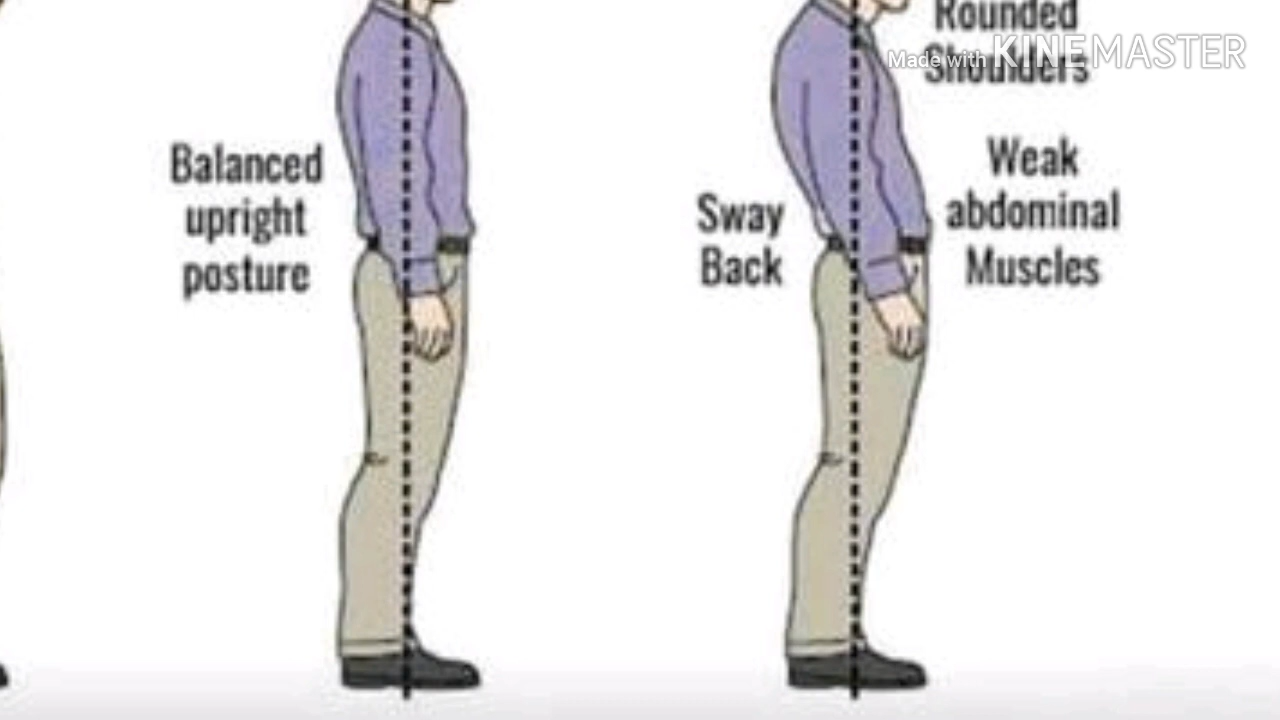 Rounded
Shoulders
Made with KINEMASTER
Balanced
upright
posture
Sway
Back
Weak
abdominal
Muscles